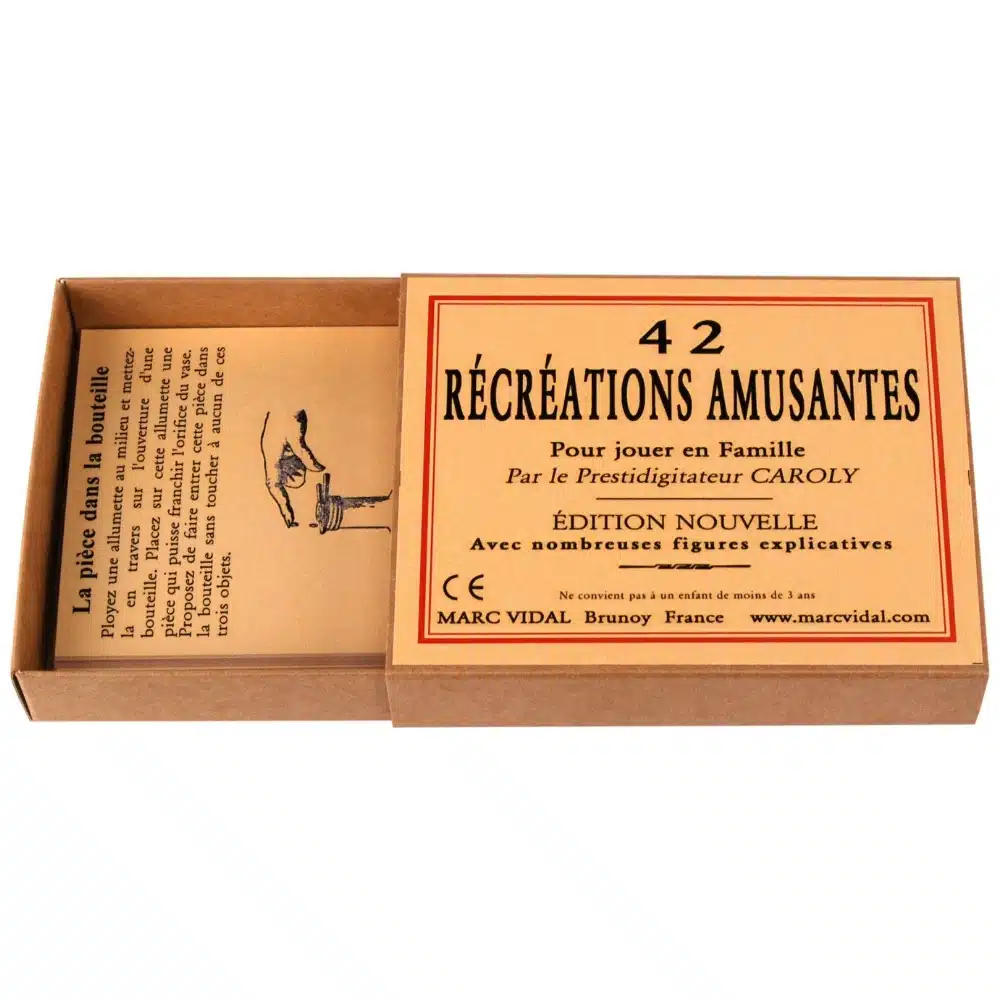 La pièce dans la bouteille
Ployez une allumette au milieu et mettez-
la en travers sur l'ouverture d'une
bouteille. Placez sur cette allumette une
pièce qui puisse franchir l'orifice du vase.
Proposez de faire entrer cette pièce dans
la bouteille sans toucher à aucun de ces
trois objets.
42
RÉCRÉATIONS AMUSANTES
Pour jouer en Famille
Par le Prestidigitateur CAROLY
ÉDITION NOUVELLE
Avec nombreuses figures explicatives
CE
Ne convient pas à un enfant de moins de 3 ans
MARC VIDAL Brunoy France www.marcvidal.com